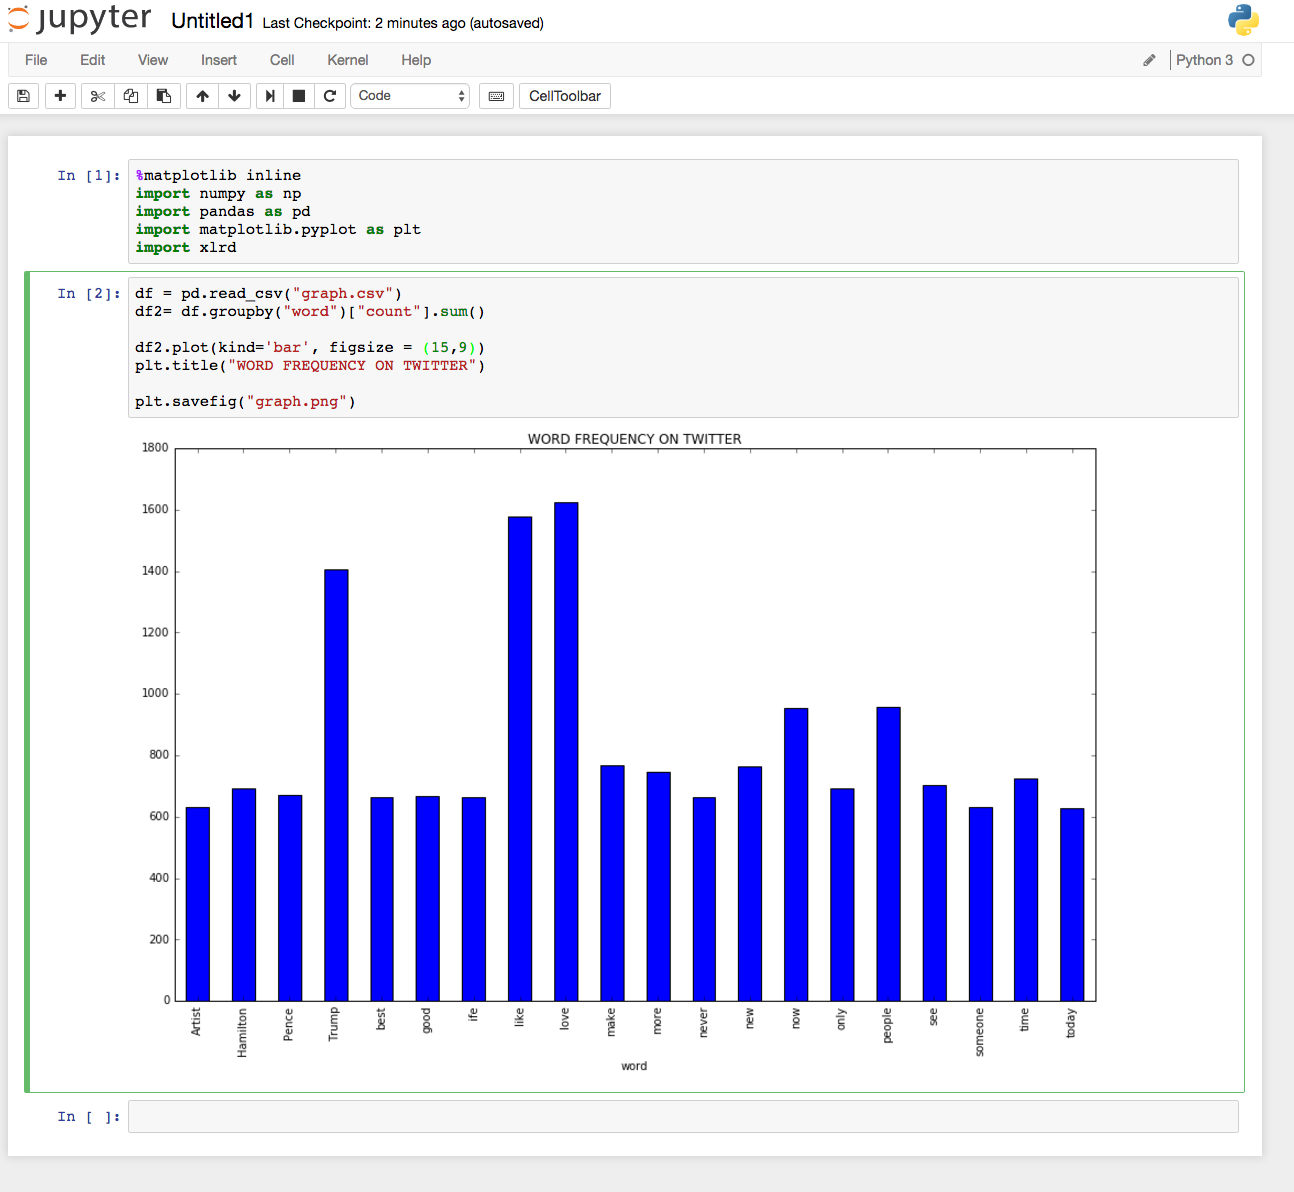 jupyter Untitled1 Last Checkpoint: 2 minutes ago (autosaved)
File Edit View Insert Cell Kernel Help Python 3
Code CellToolbar
In [1]: %matplotlib inline
import numpy as np
import pandas as pd
import matplotlib.pyplot as plt
import xlrd
In [2]: df = pd.read_csv("graph.csv")
df2= df.groupby("word")["count"].sum()
df2.plot(kind='bar', figsize = (15,9))
plt.title("WORD FREQUENCY ON TWITTER")
plt.savefig("graph.png")
WORD FREQUENCY ON TWITTER
1800
1600
1400
1200
1000
800
600
400
200
0
Artist Hamilton Pence Trump best good ife like love make more never new now only people see someone time today
word
In [ ]: